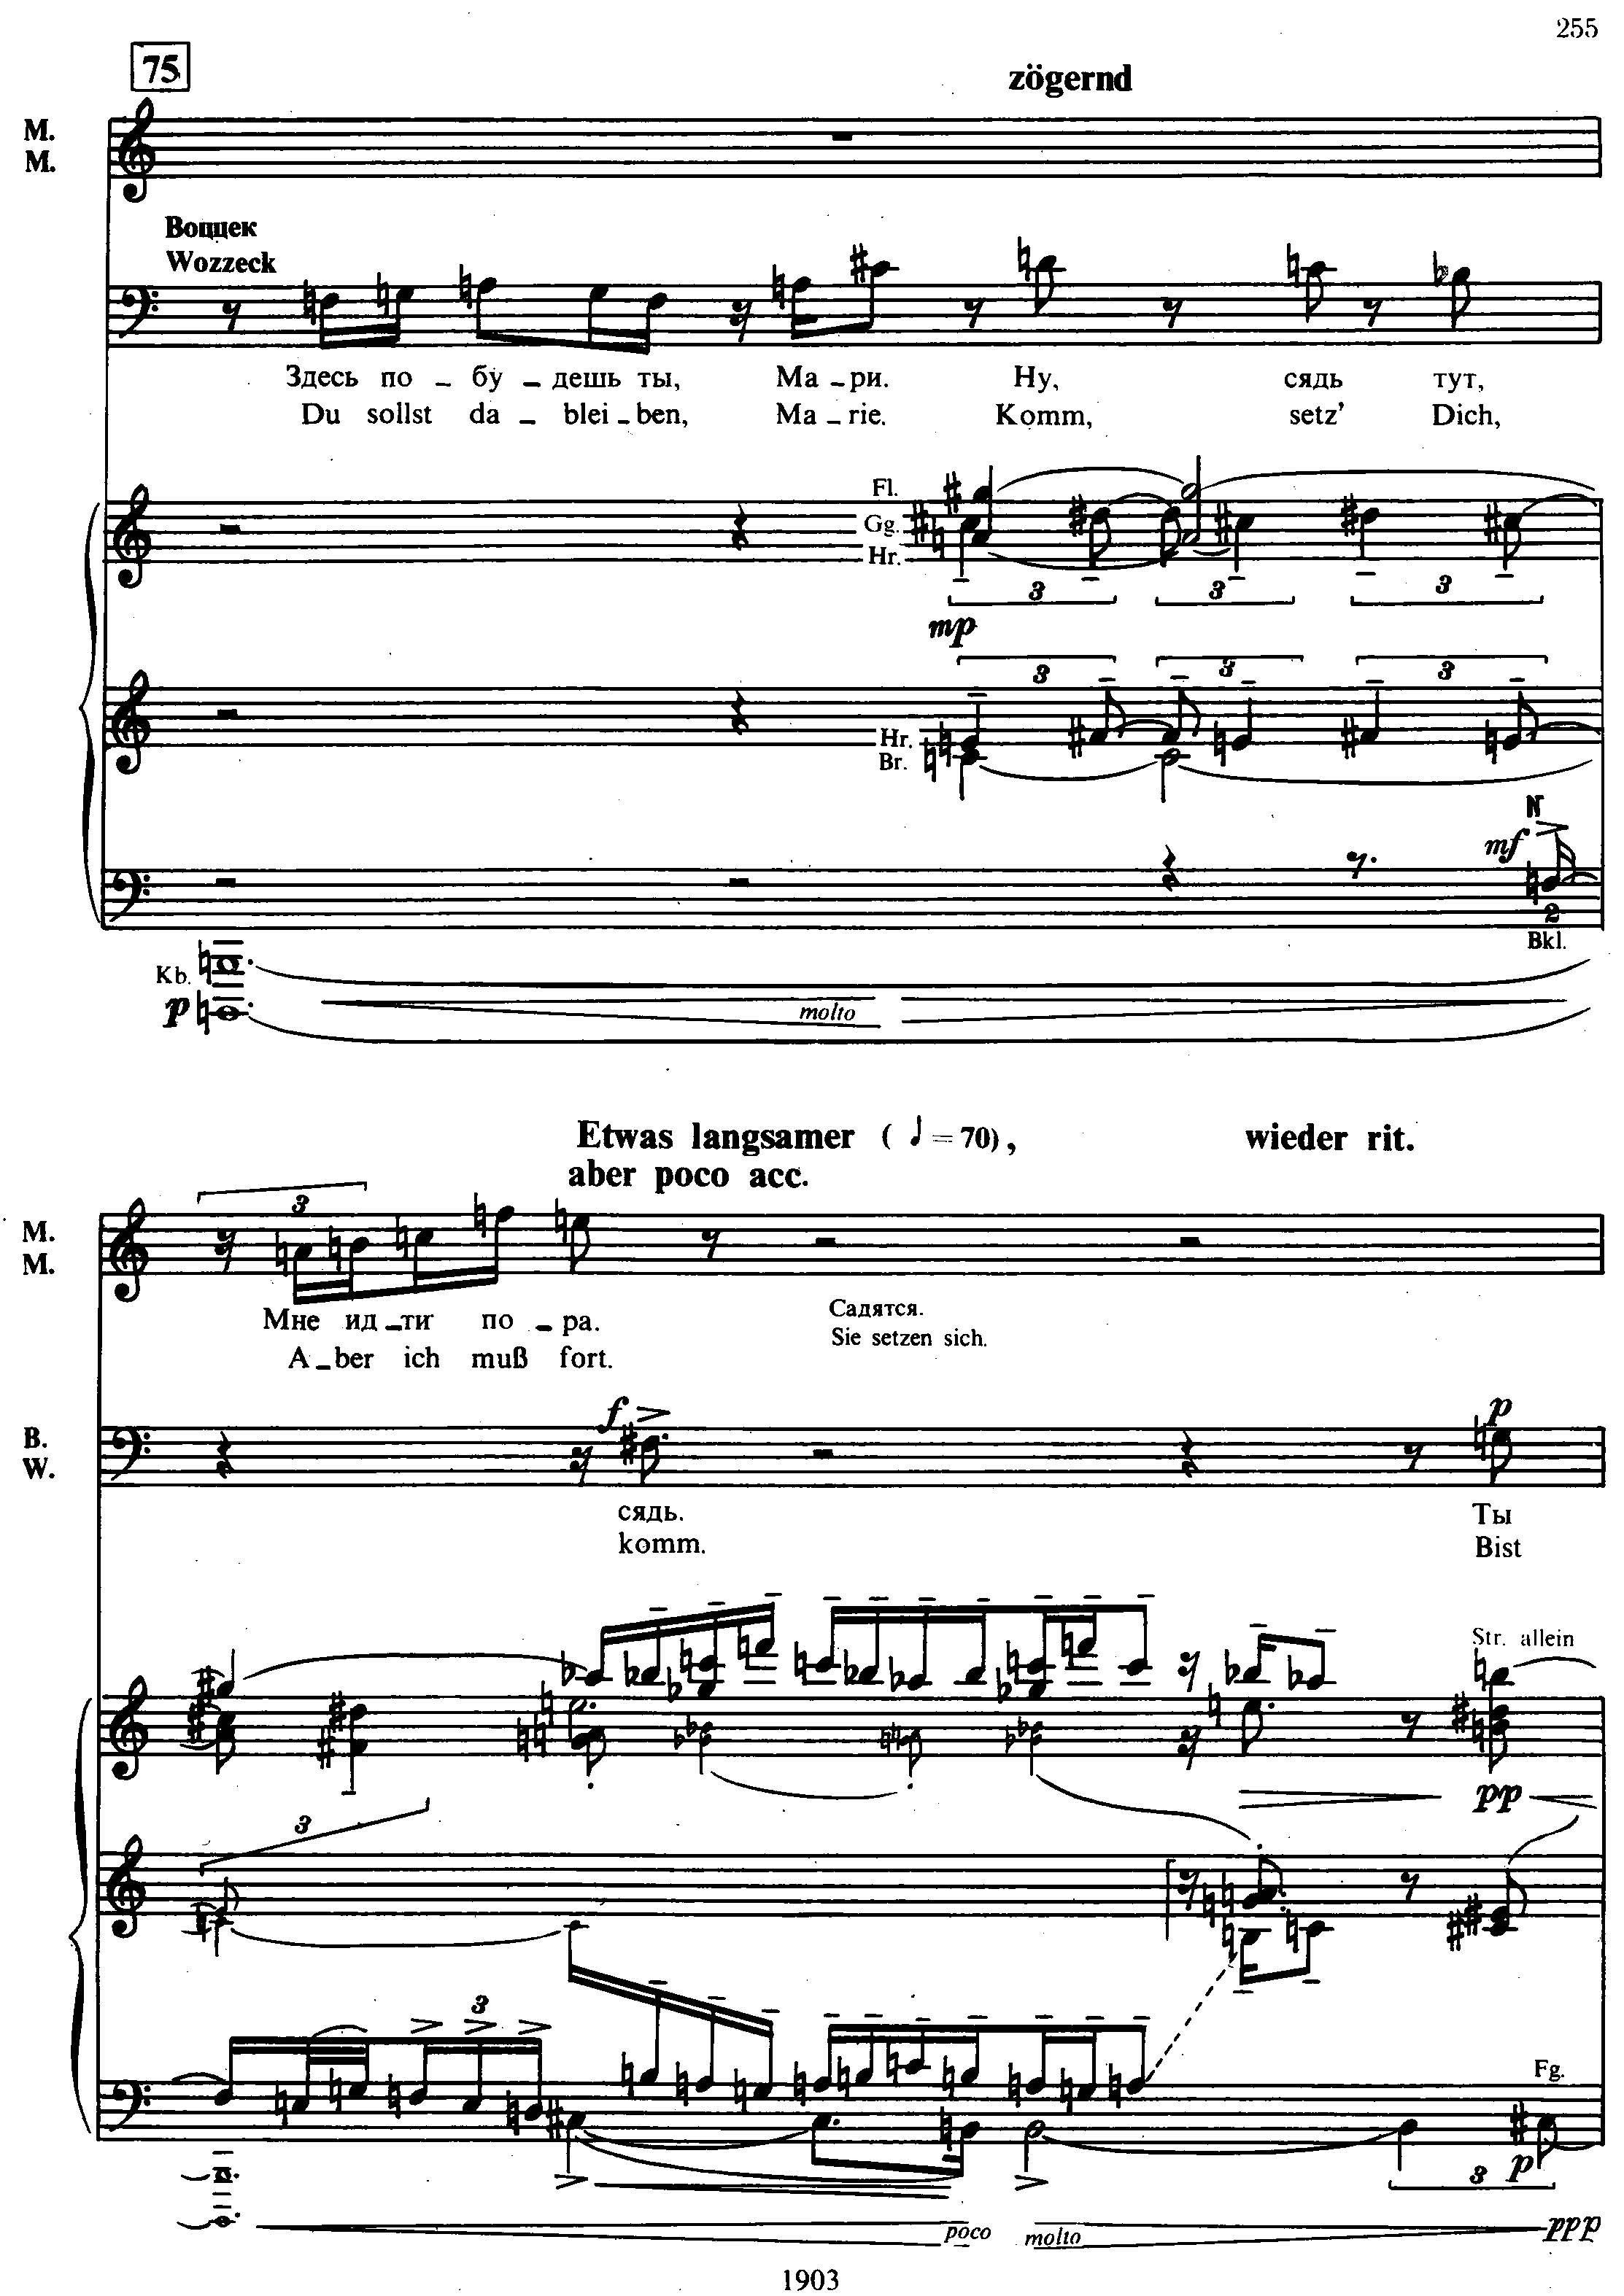 255
75
zögernd
M.
M.
Воццек
Wozzeck
Здесь по _ бу _ дешь ты, Ма _ ри. Ну, сядь тут,
Du sollst da _ blei _ ben, Ma _ rie. Komm, setz' Dich,
Fl.
Gg.
Hr.
3 3 3
mp
3 3 3
Hr.
Br.
N
mf
2
Bkl.
Kb.
p
molto
Etwas langsamer ( ♩ = 70),
wieder rit.
aber poco acc.
3
M.
M.
Мне ид _ ти по _ ра.
A _ ber ich muß fort.
Садятся.
Sie setzen sich.
f
p
B.
W.
сядь. Ты
komm. Bist
Str. allein
pp
3
3
Fg.
3
p
poco molto
ppp
1903